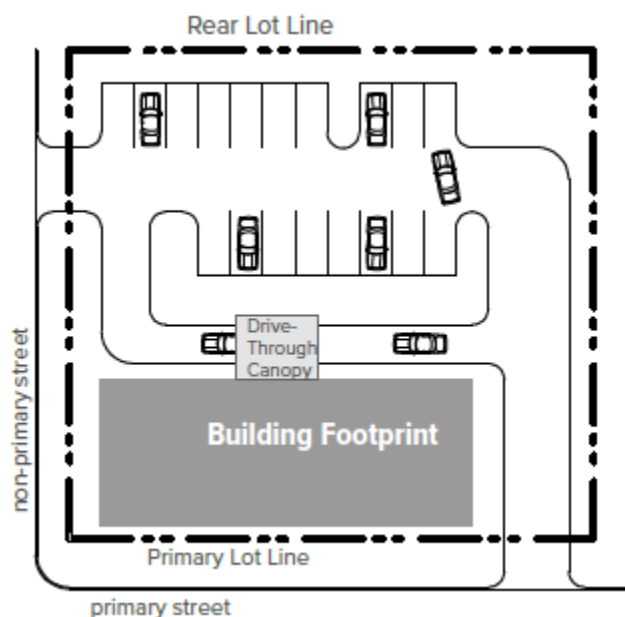 Rear Lot Line
Drive-
Through
Canopy
Building Footprint
non-primary street
Primary Lot Line
primary street